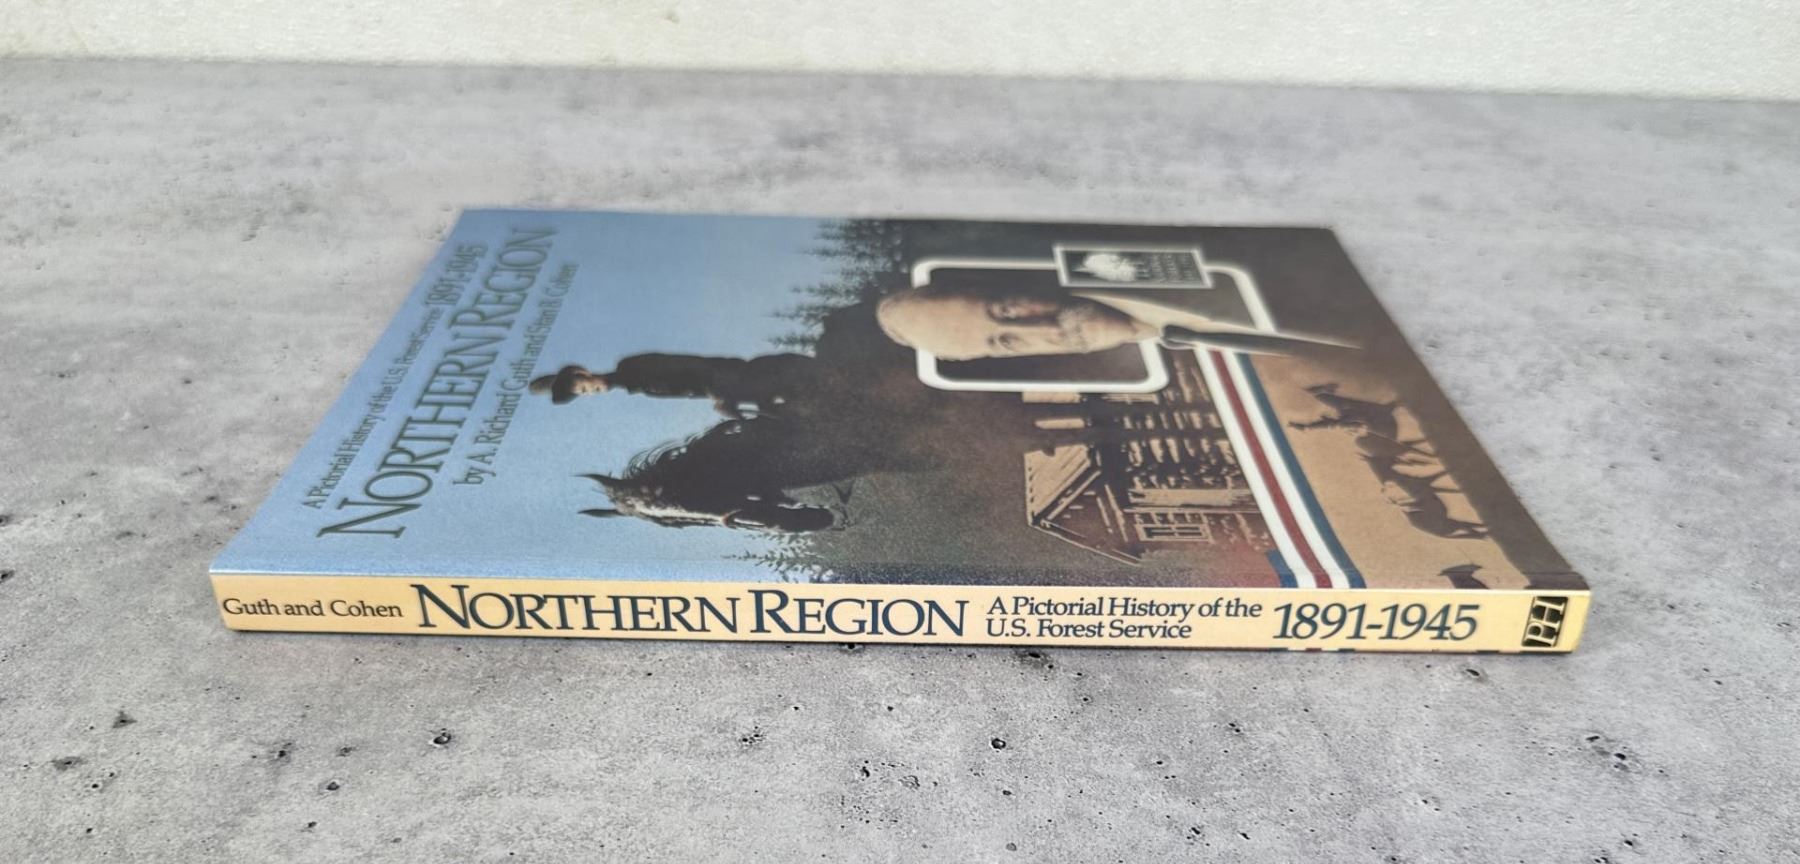 A Pictorial History of the U.S. Forest Service 1891-1945
NORTHERN REGION
by A. Richard Guth and Stan B. Cohen
Guth and Cohen
NORTHERN REGION
A Pictorial History of the
U.S. Forest Service
1891-1945
PH